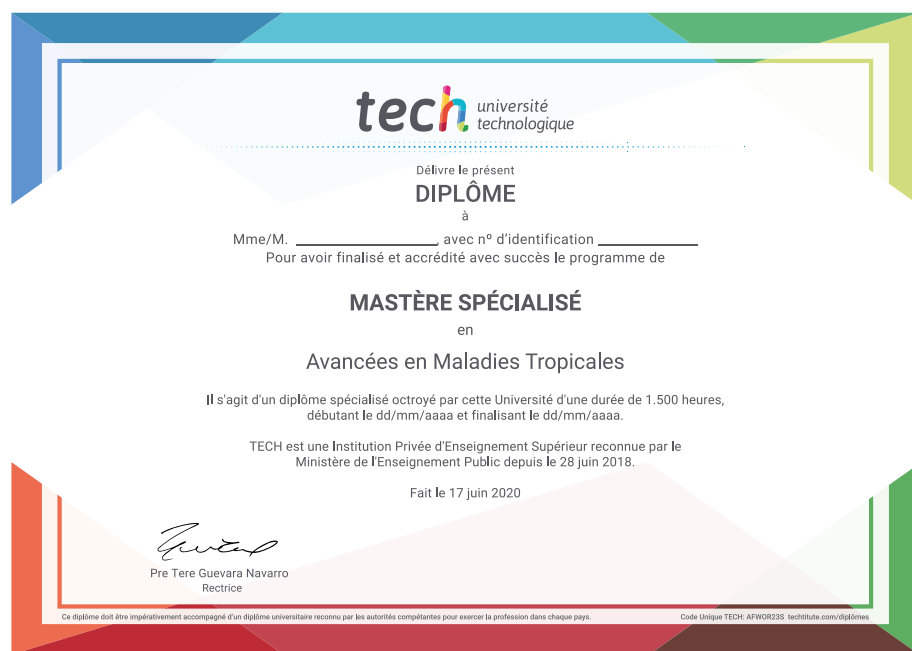 tech université
technologique
Délivre le présent
DIPLÔME
à
Mme/M. ____________________, avec nº d'identification ______________
Pour avoir finalisé et accrédité avec succès le programme de
MASTÈRE SPÉCIALISÉ
en
Avancées en Maladies Tropicales
Il s'agit d'un diplôme spécialisé octroyé par cette Université d'une durée de 1.500 heures,
débutant le dd/mm/aaaa et finalisant le dd/mm/aaaa.
TECH est une Institution Privée d'Enseignement Supérieur reconnue par le
Ministère de l'Enseignement Public depuis le 28 juin 2018.
Fait le 17 juin 2020
Pre Tere Guevara Navarro
Rectrice
Ce diplôme doit être impérativement accompagné d'un diplôme universitaire reconnu par les autorités compétantes pour exercer la profession dans chaque pays.
Code Unique TECH: AFWOR23S techtitute.com/diplômes